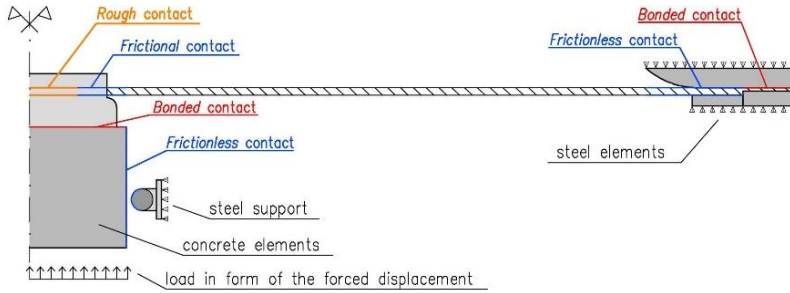 Rough contact
Frictional contact
Bonded contact
Frictionless contact
Bonded contact
Frictionless contact
steel elements
steel support
concrete elements
load in form of the forced displacement